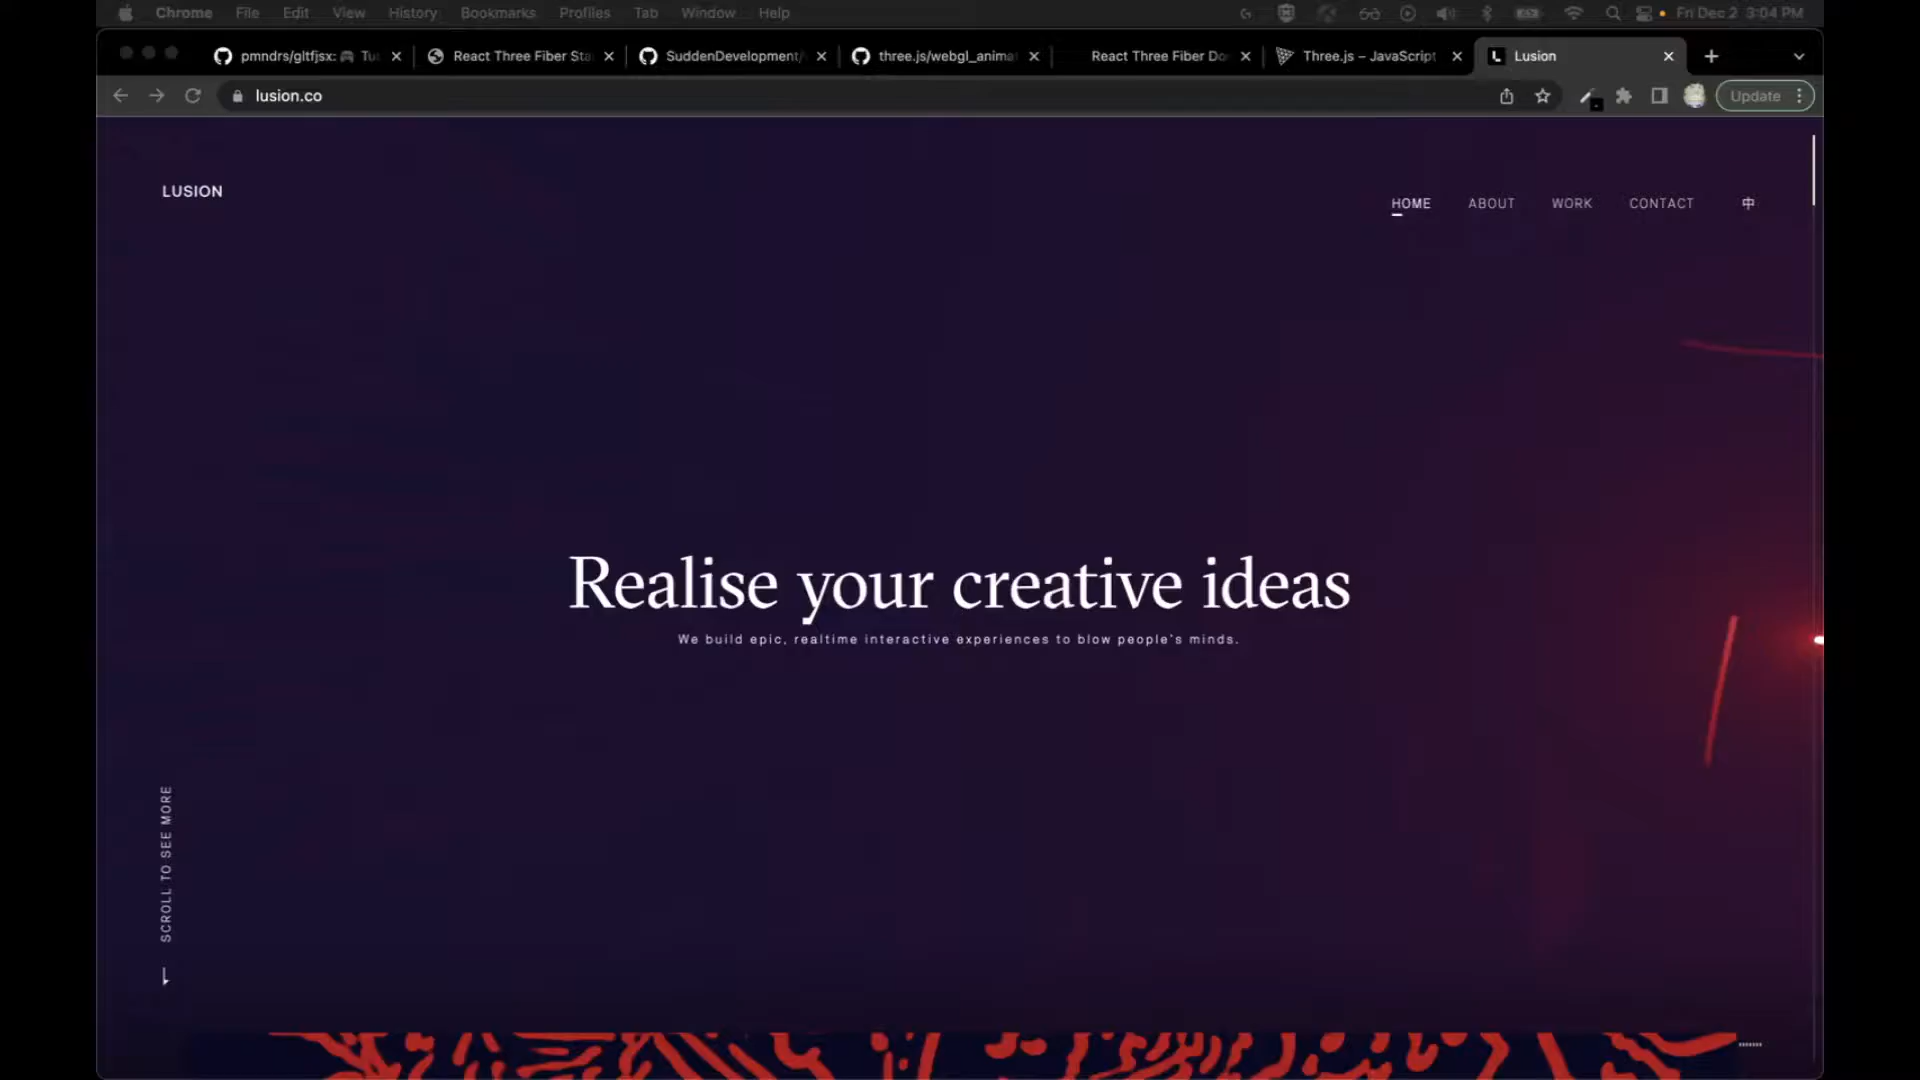 Chrome File Edit View History Bookmarks Profiles Tab Window Help Fri Dec 2 3:04 PM
pmndrs/gltfjsx: 🎮 Tu React Three Fiber Sta SuddenDevelopment/ three.js/webgl_anima React Three Fiber Do Three.js – JavaScript Lusion
lusion.co Update
LUSION
HOME ABOUT WORK CONTACT 中
Realise your creative ideas
We build epic, realtime interactive experiences to blow people's minds.
SCROLL TO SEE MORE